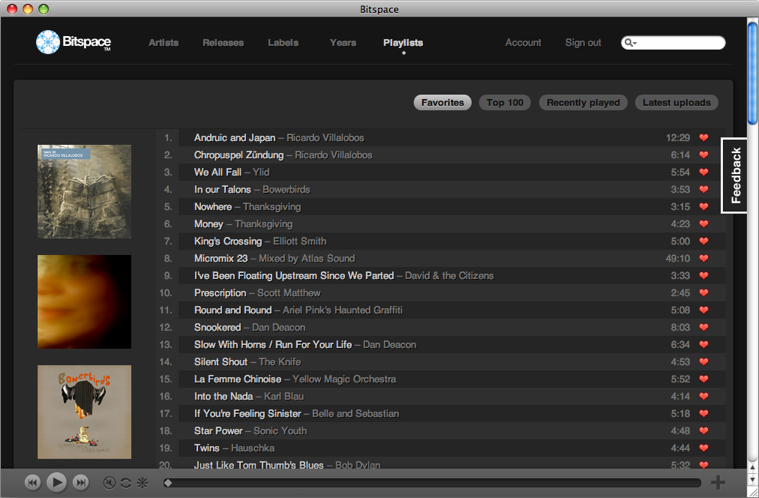 Bitspace
Bitspace TM Artists Releases Labels Years Playlists Account Sign out
Favorites Top 100 Recently played Latest uploads
1. Andruic and Japan – Ricardo Villalobos 12:29
2. Chropuspel Zündung – Ricardo Villalobos 6:14
3. We All Fall – Ylid 5:54
4. In our Talons – Bowerbirds 3:53
5. Nowhere – Thanksgiving 3:15
6. Money – Thanksgiving 4:23
7. King's Crossing – Elliott Smith 5:00
8. Micromix 23 – Mixed by Atlas Sound 49:10
9. I've Been Floating Upstream Since We Parted – David & the Citizens 3:33
10. Prescription – Scott Matthew 2:45
11. Round and Round – Ariel Pink's Haunted Graffiti 5:08
12. Snookered – Dan Deacon 8:03
13. Slow With Horns / Run For Your Life – Dan Deacon 6:34
14. Silent Shout – The Knife 4:53
15. La Femme Chinoise – Yellow Magic Orchestra 5:52
16. Into the Nada – Karl Blau 4:14
17. If You're Feeling Sinister – Belle and Sebastian 5:18
18. Star Power – Sonic Youth 4:48
19. Twins – Hauschka 4:44
20. Just Like Tom Thumb's Blues – Bob Dylan 5:32
Feedback
RICARDO VILLALOBOS
Bowerbirds